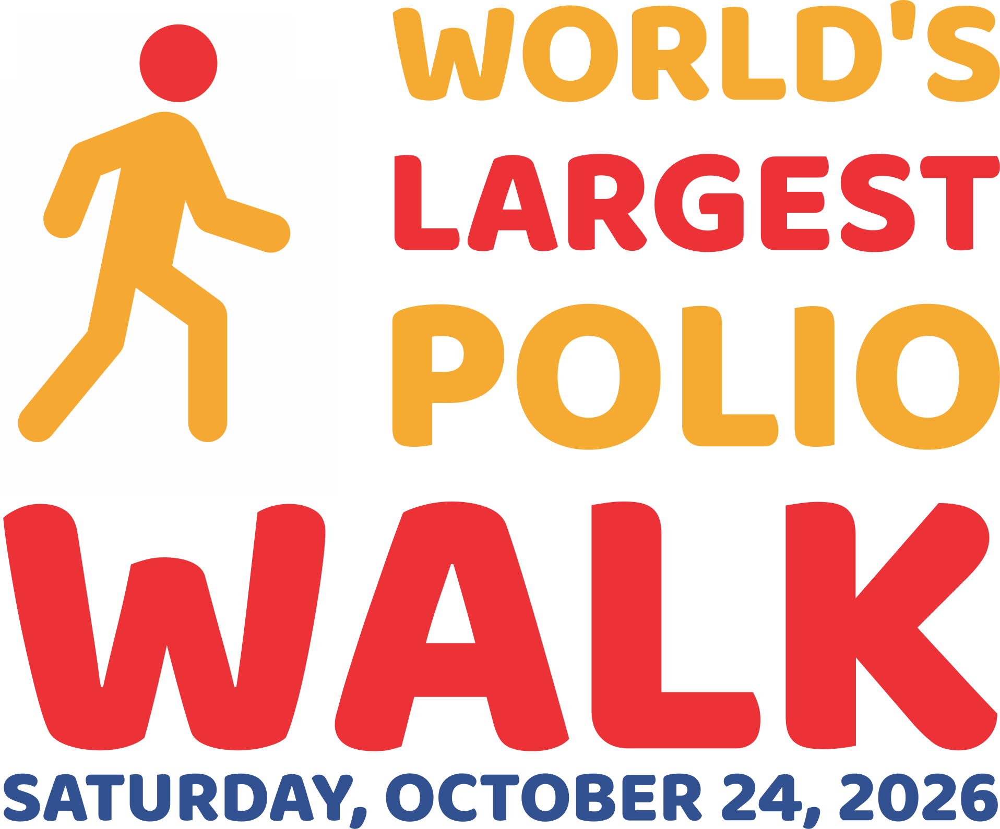 WORLD'S
LARGEST
POLIO
WALK
SATURDAY, OCTOBER 24, 2026